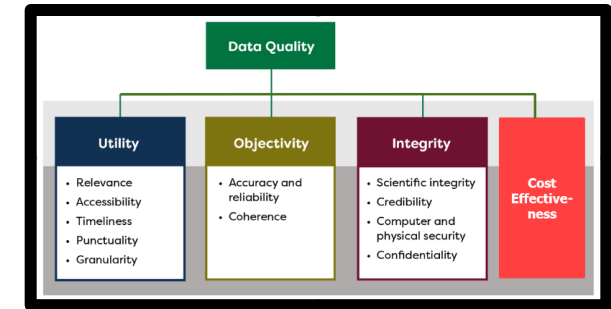 Data Quality
Utility
• Relevance
• Accessibility
• Timeliness
• Punctuality
• Granularity
Objectivity
• Accuracy and
reliability
• Coherence
Integrity
• Scientific integrity
• Credibility
• Computer and
physical security
• Confidentiality
Cost
Effective-
ness